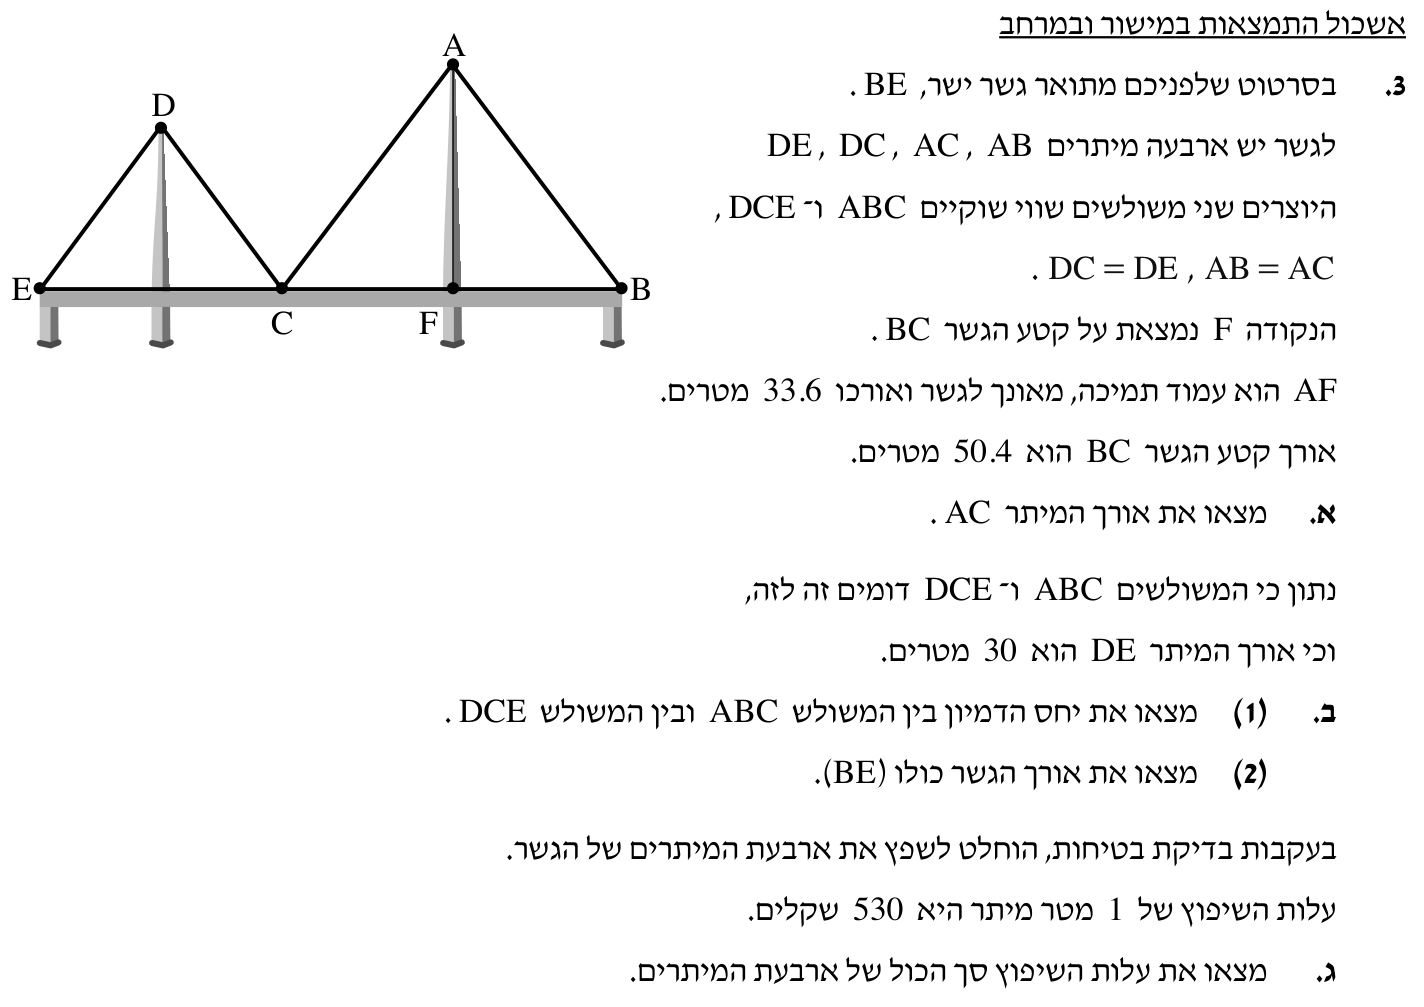 אשכול התמצאות במישור ובמרחב
3. בסרטוט שלפניכם מתואר גשר ישר, BE .
לגשר יש ארבעה מיתרים DE , DC , AC , AB
היוצרים שני משולשים שווי שוקיים ABC ו־ DCE ,
. DC = DE , AB = AC
הנקודה F נמצאת על קטע הגשר BC .
AF הוא עמוד תמיכה, מאונך לגשר ואורכו 33.6 מטרים.
אורך קטע הגשר BC הוא 50.4 מטרים.
א. מצאו את אורך המיתר AC .
נתון כי המשולשים ABC ו־ DCE דומים זה לזה,
וכי אורך המיתר DE הוא 30 מטרים.
ב. (1) מצאו את יחס הדמיון בין המשולש ABC ובין המשולש DCE .
(2) מצאו את אורך הגשר כולו (BE).
בעקבות בדיקת בטיחות, הוחלט לשפץ את ארבעת המיתרים של הגשר.
עלות השיפוץ של 1 מטר מיתר היא 530 שקלים.
ג. מצאו את עלות השיפוץ סך הכול של ארבעת המיתרים.
A
D
E
B
C
F